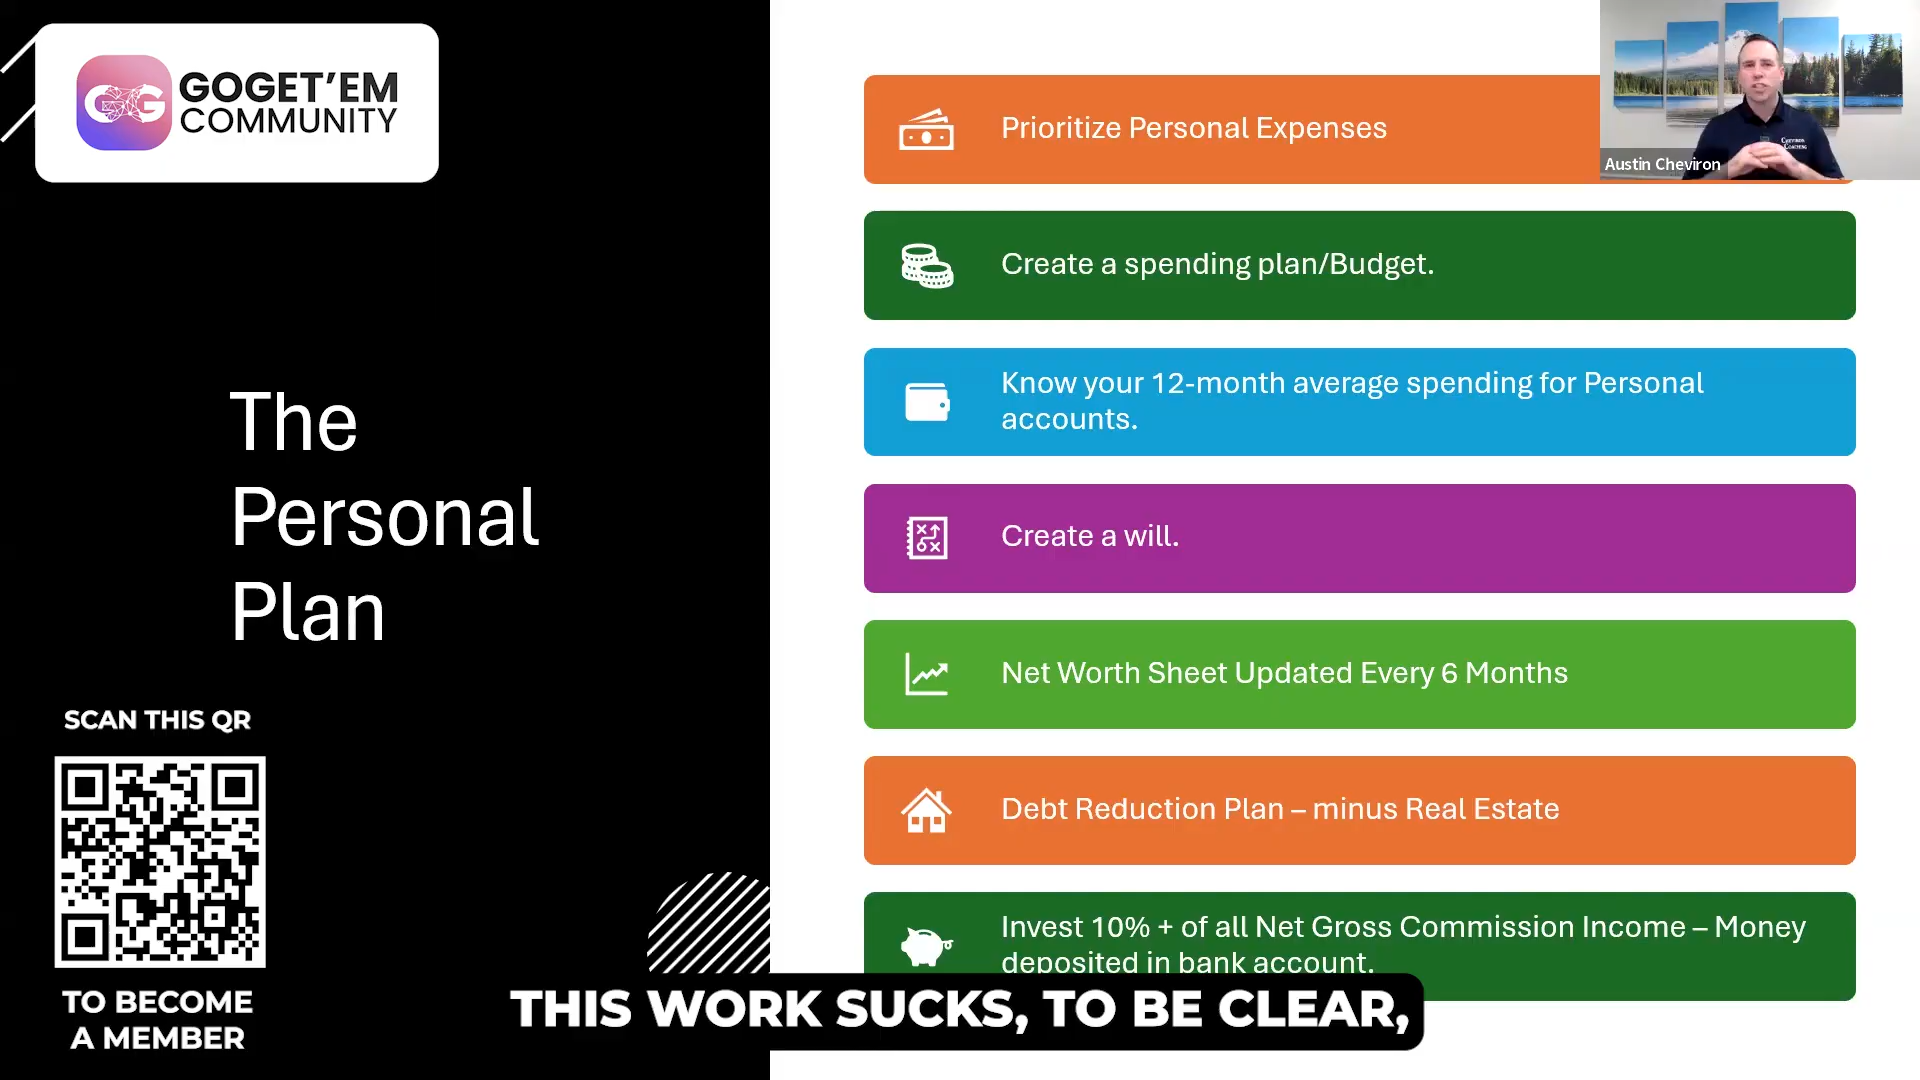 GOGET'EM
COMMUNITY
The
Personal
Plan
SCAN THIS QR
TO BECOME
A MEMBER
Prioritize Personal Expenses
Create a spending plan/Budget.
Know your 12-month average spending for Personal
accounts.
Create a will.
Net Worth Sheet Updated Every 6 Months
Debt Reduction Plan – minus Real Estate
Invest 10% + of all Net Gross Commission Income – Money
deposited in bank account.
Austin Cheviron
THIS WORK SUCKS, TO BE CLEAR,